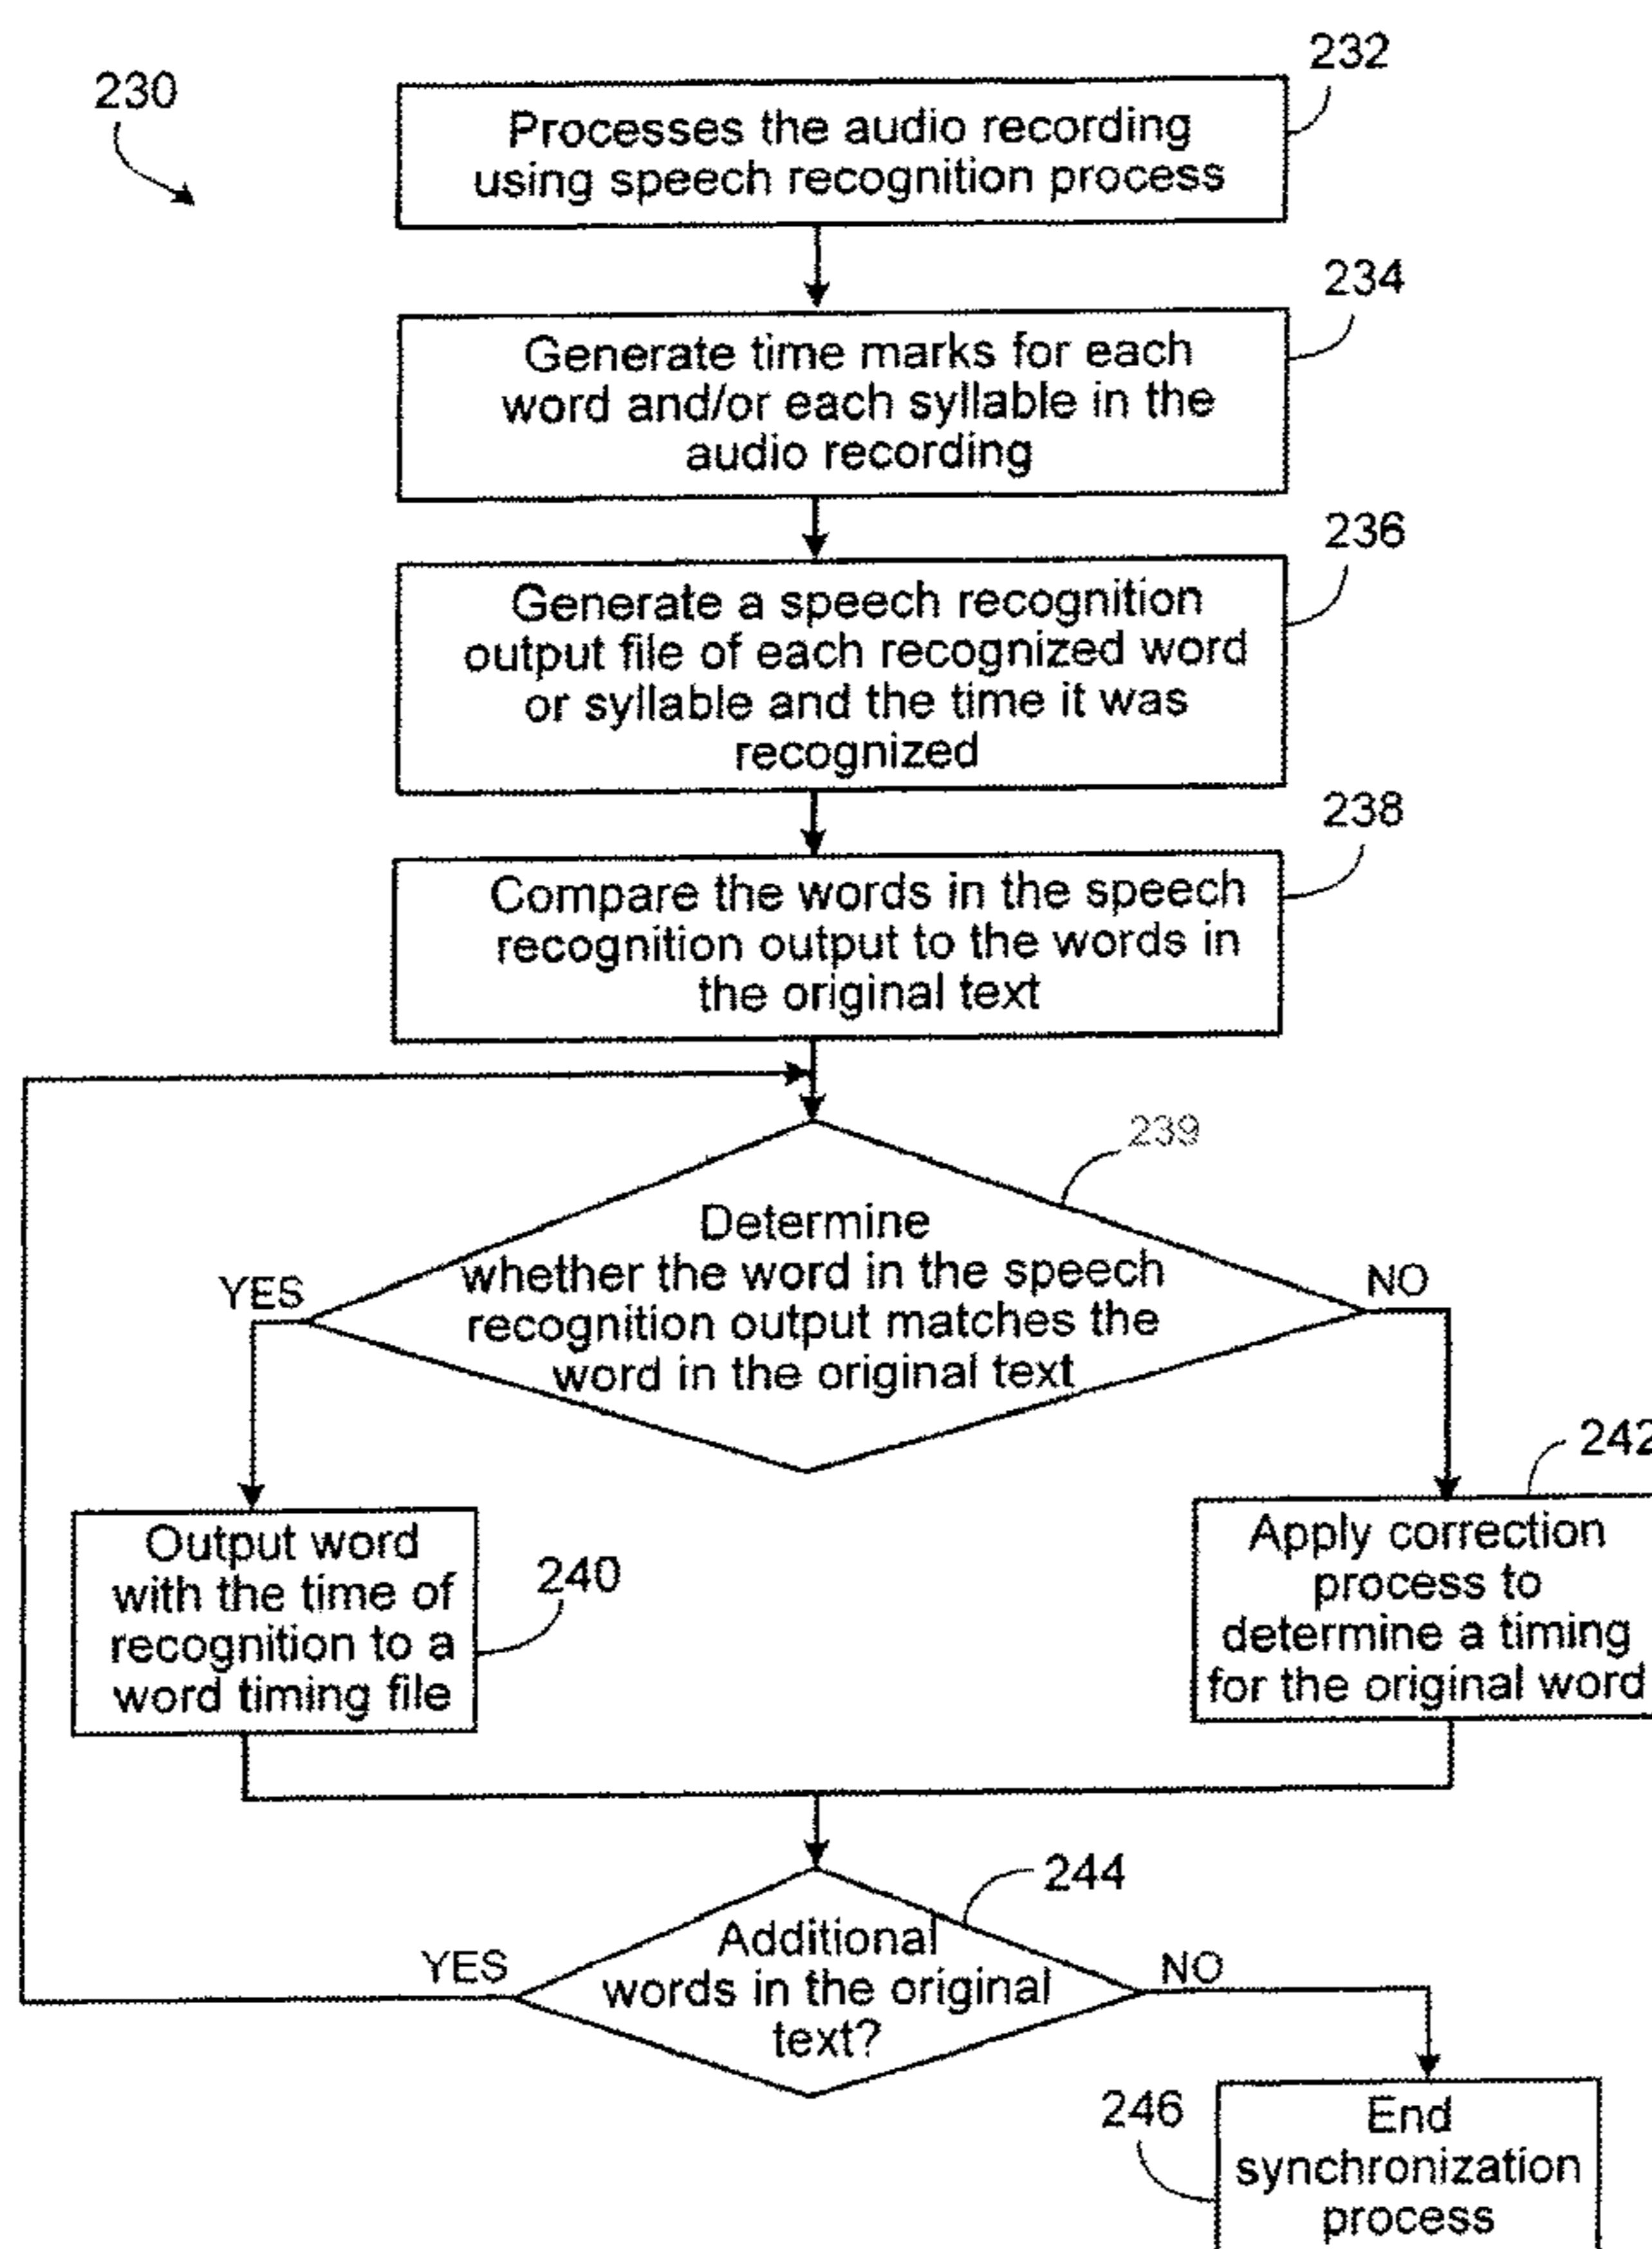 230
232
Processes the audio recording
using speech recognition process
234
Generate time marks for each
word and/or each syllable in the
audio recording
236
Generate a speech recognition
output file of each recognized word
or syllable and the time it was
recognized
238
Compare the words in the speech
recognition output to the words in
the original text
239
Determine
whether the word in the speech
recognition output matches the
word in the original text
YES
NO
240
Output word
with the time of
recognition to a
word timing file
242
Apply correction
process to
determine a timing
for the original word
244
Additional
words in the original
text?
YES
NO
246
End
synchronization
process